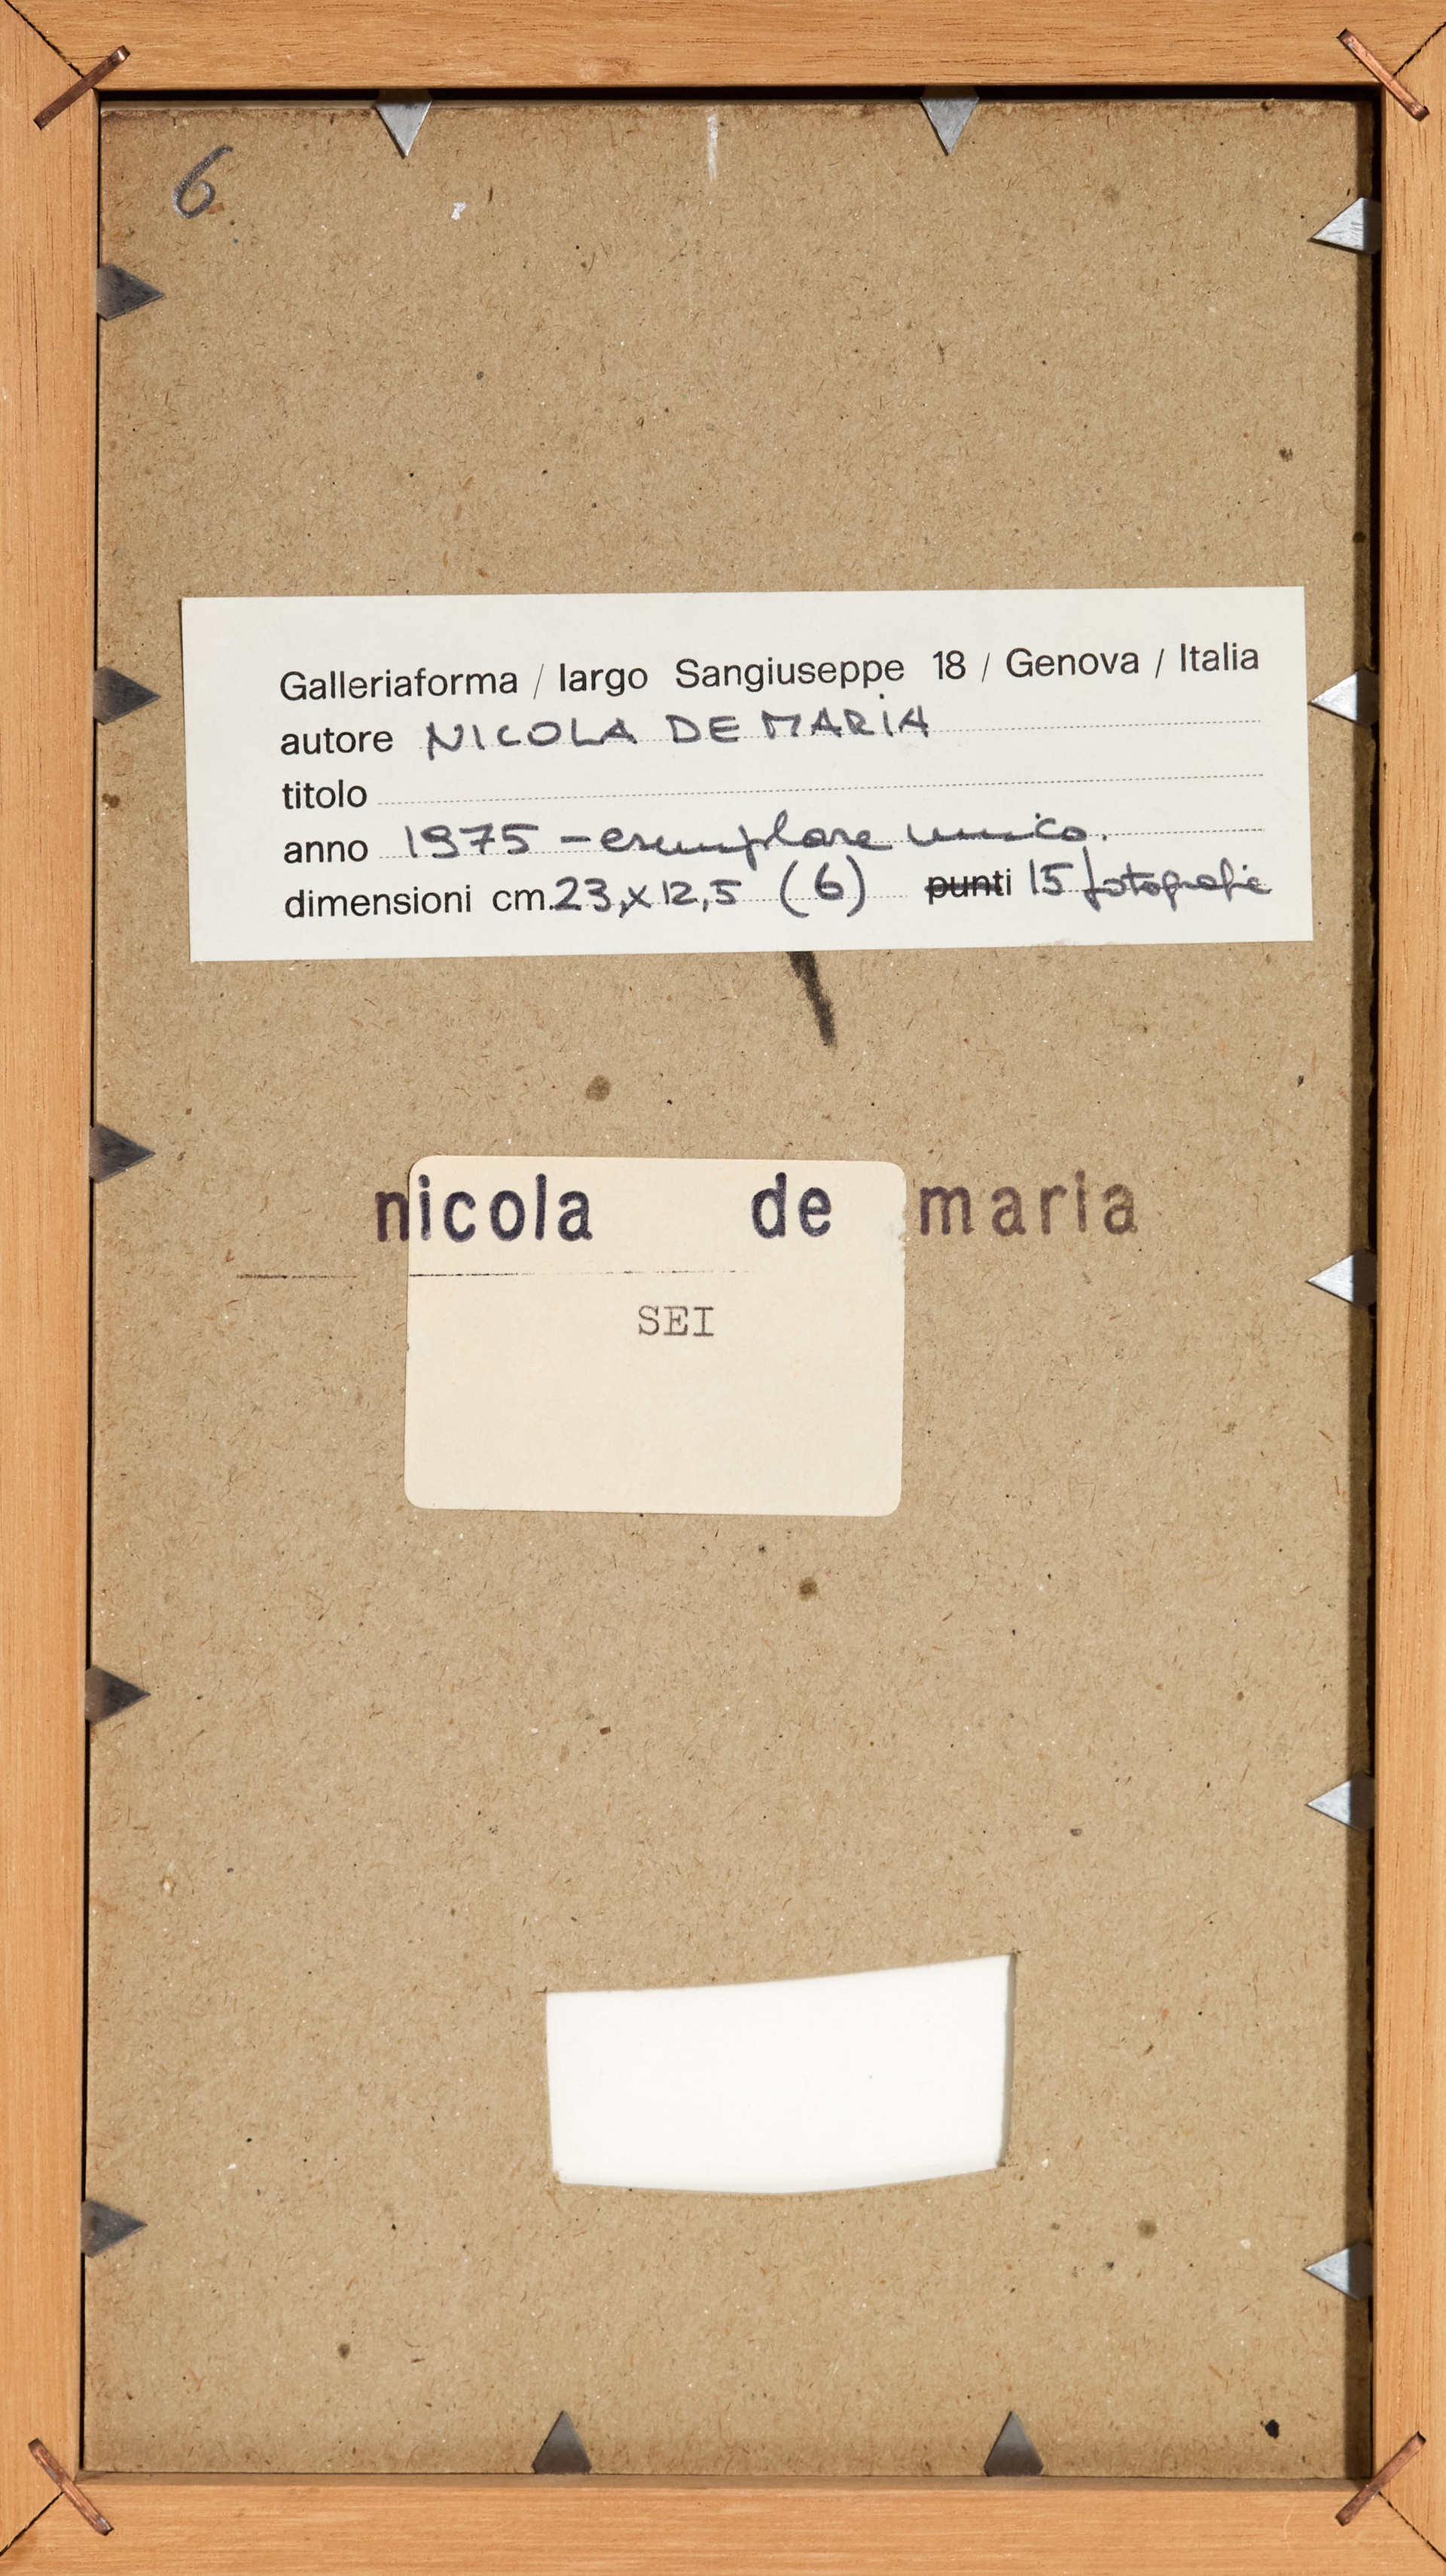 6
Galleriaforma / largo Sangiuseppe 18 / Genova / Italia
autore NICOLA DE MARIA
titolo
anno 1975 – esemplare unico.
dimensioni cm. 23,x12,5 (6) punti 15 fotografie
nicola de maria
SEI